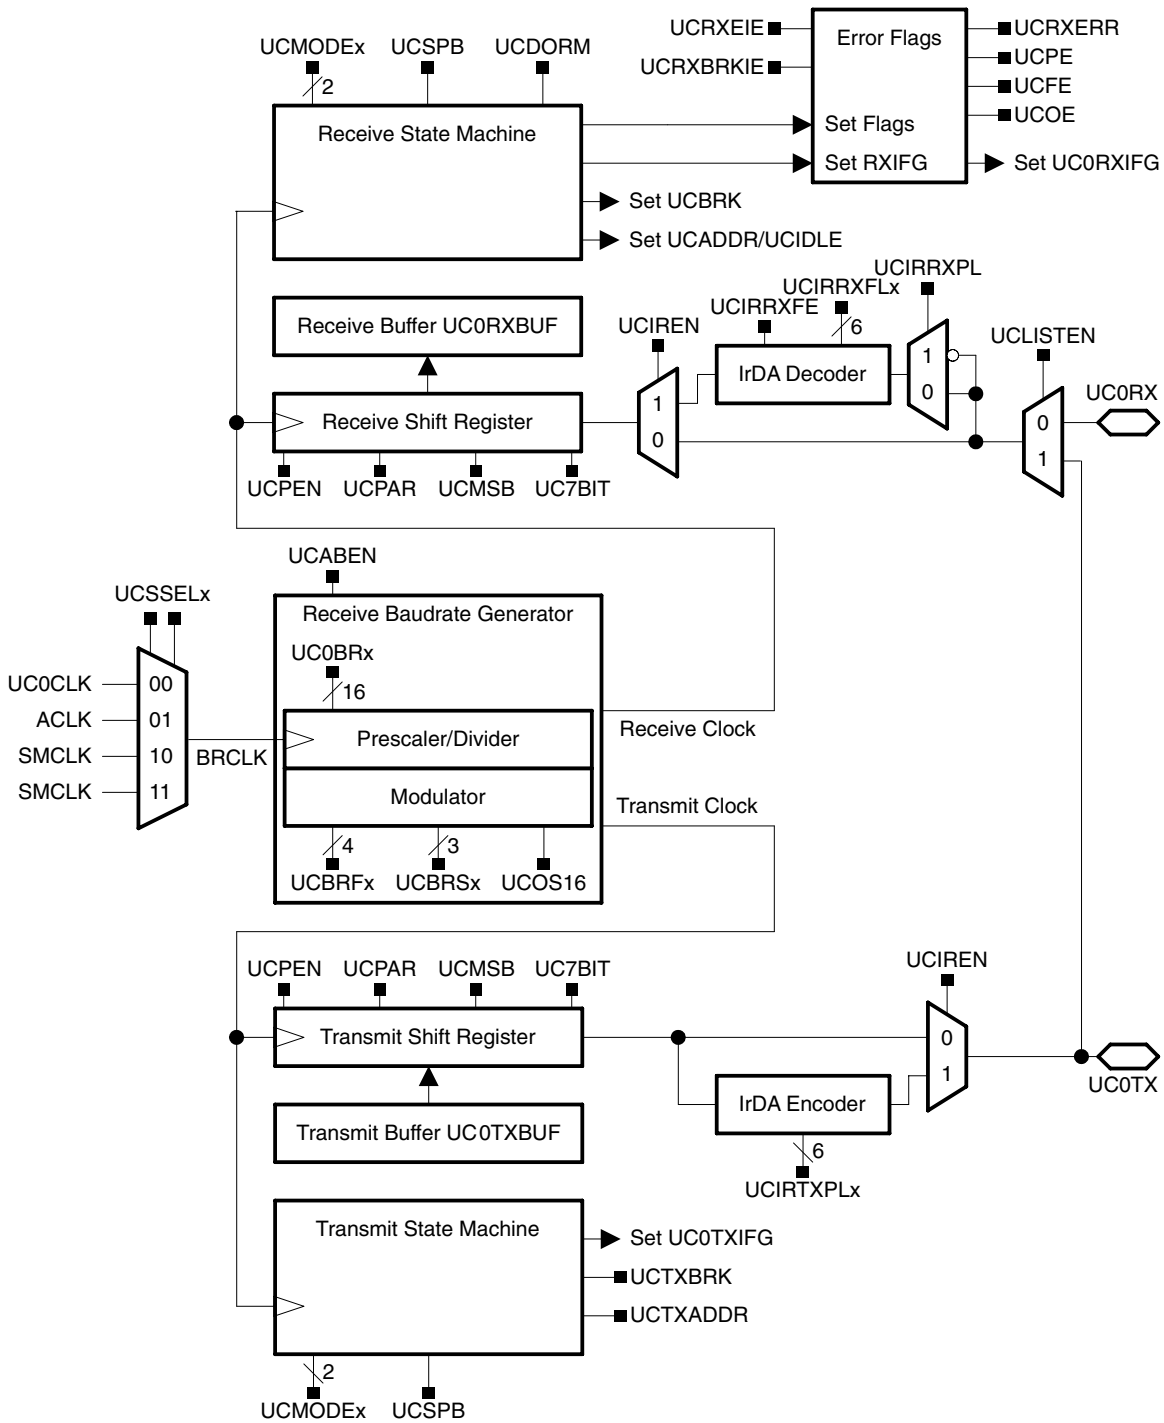 UCRXEIE
Error Flags
UCRXERR
UCMODEx
UCSPB
UCDORM
UCRXBRKIE
UCPE
2
UCFE
UCOE
Receive State Machine
Set Flags
Set RXIFG
Set UC0RXIFG
Set UCBRK
Set UCADDR/UCIDLE
UCIRRXPL
UCIRRXFLx
UCIRRXFE
Receive Buffer UC0RXBUF
UCIREN
6
UCLISTEN
IrDA Decoder
1
0
UC0RX
Receive Shift Register
1
0
0
1
UCPEN
UCPAR
UCMSB
UC7BIT
UCABEN
UCSSELx
Receive Baudrate Generator
UC0BRx
16
UC0CLK
00
ACLK
01
Prescaler/Divider
Receive Clock
SMCLK
10
BRCLK
SMCLK
11
Modulator
Transmit Clock
4
3
UCBRFx
UCBRSx
UCOS16
UCPEN
UCPAR
UCMSB
UC7BIT
UCIREN
Transmit Shift Register
0
1
UC0TX
IrDA Encoder
Transmit Buffer UC0TXBUF
6
UCIRTXPLx
Transmit State Machine
Set UC0TXIFG
UCTXBRK
UCTXADDR
2
UCMODEx
UCSPB